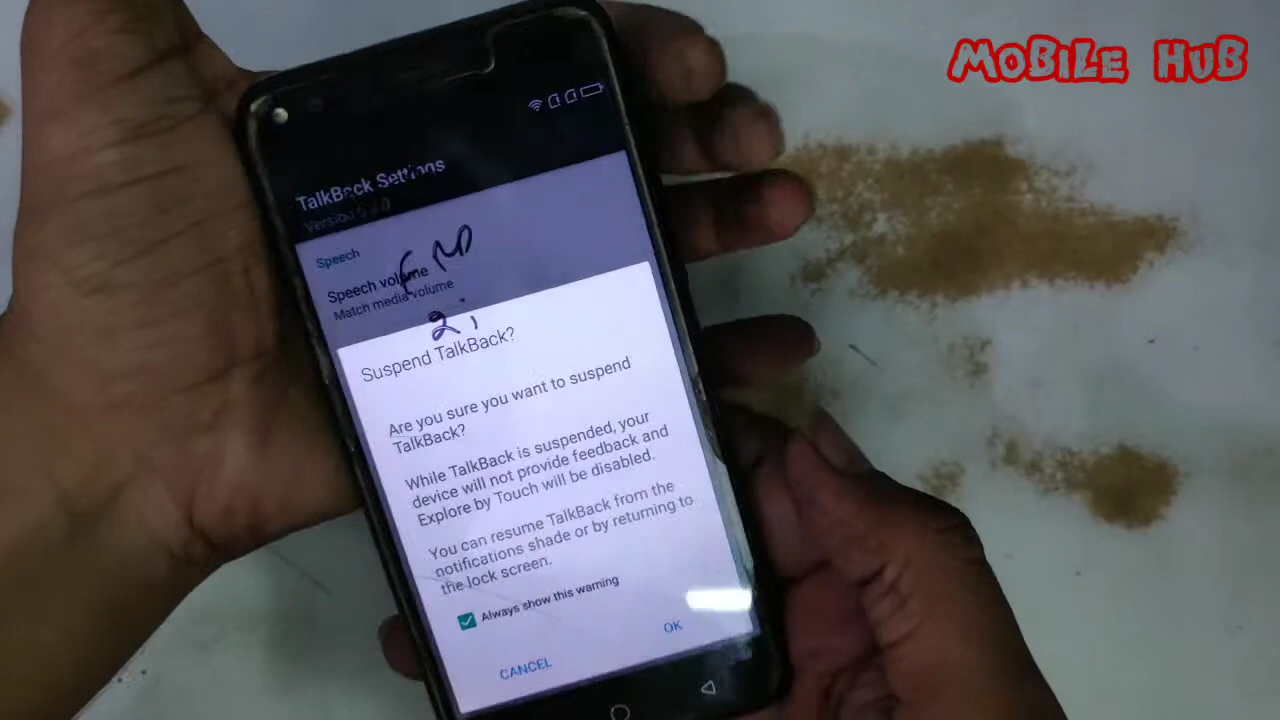 MOBILE HUB
TalkBack Settings
Speech
Speech volume
Match media volume
Suspend TalkBack?
Are you sure you want to suspend
TalkBack?
While TalkBack is suspended, your
device will not provide feedback and
Explore by Touch will be disabled.
You can resume TalkBack from the
notifications shade or by returning to
the lock screen.
Always show this warning
OK
CANCEL